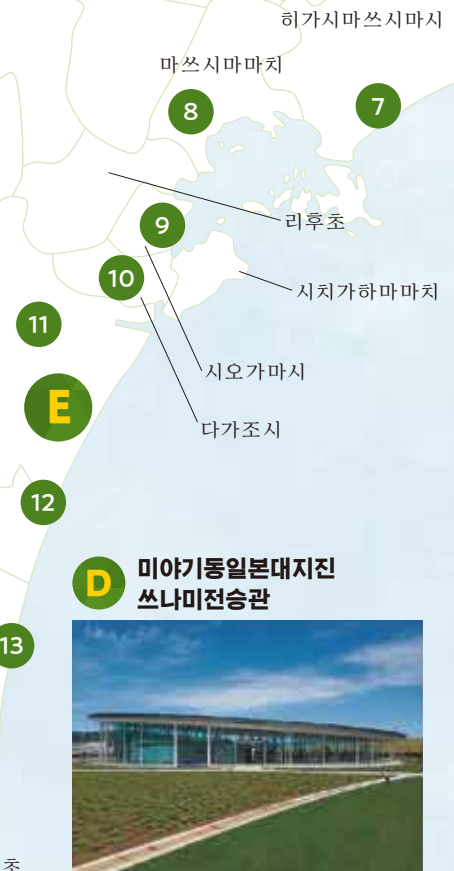 히가시마쓰시마시
마쓰시마마치
7
8
리후초
9
시치가하마마치
10
11
시오가마시
E
다가조시
12
D
미야기동일본대지진
쓰나미전승관
13
초